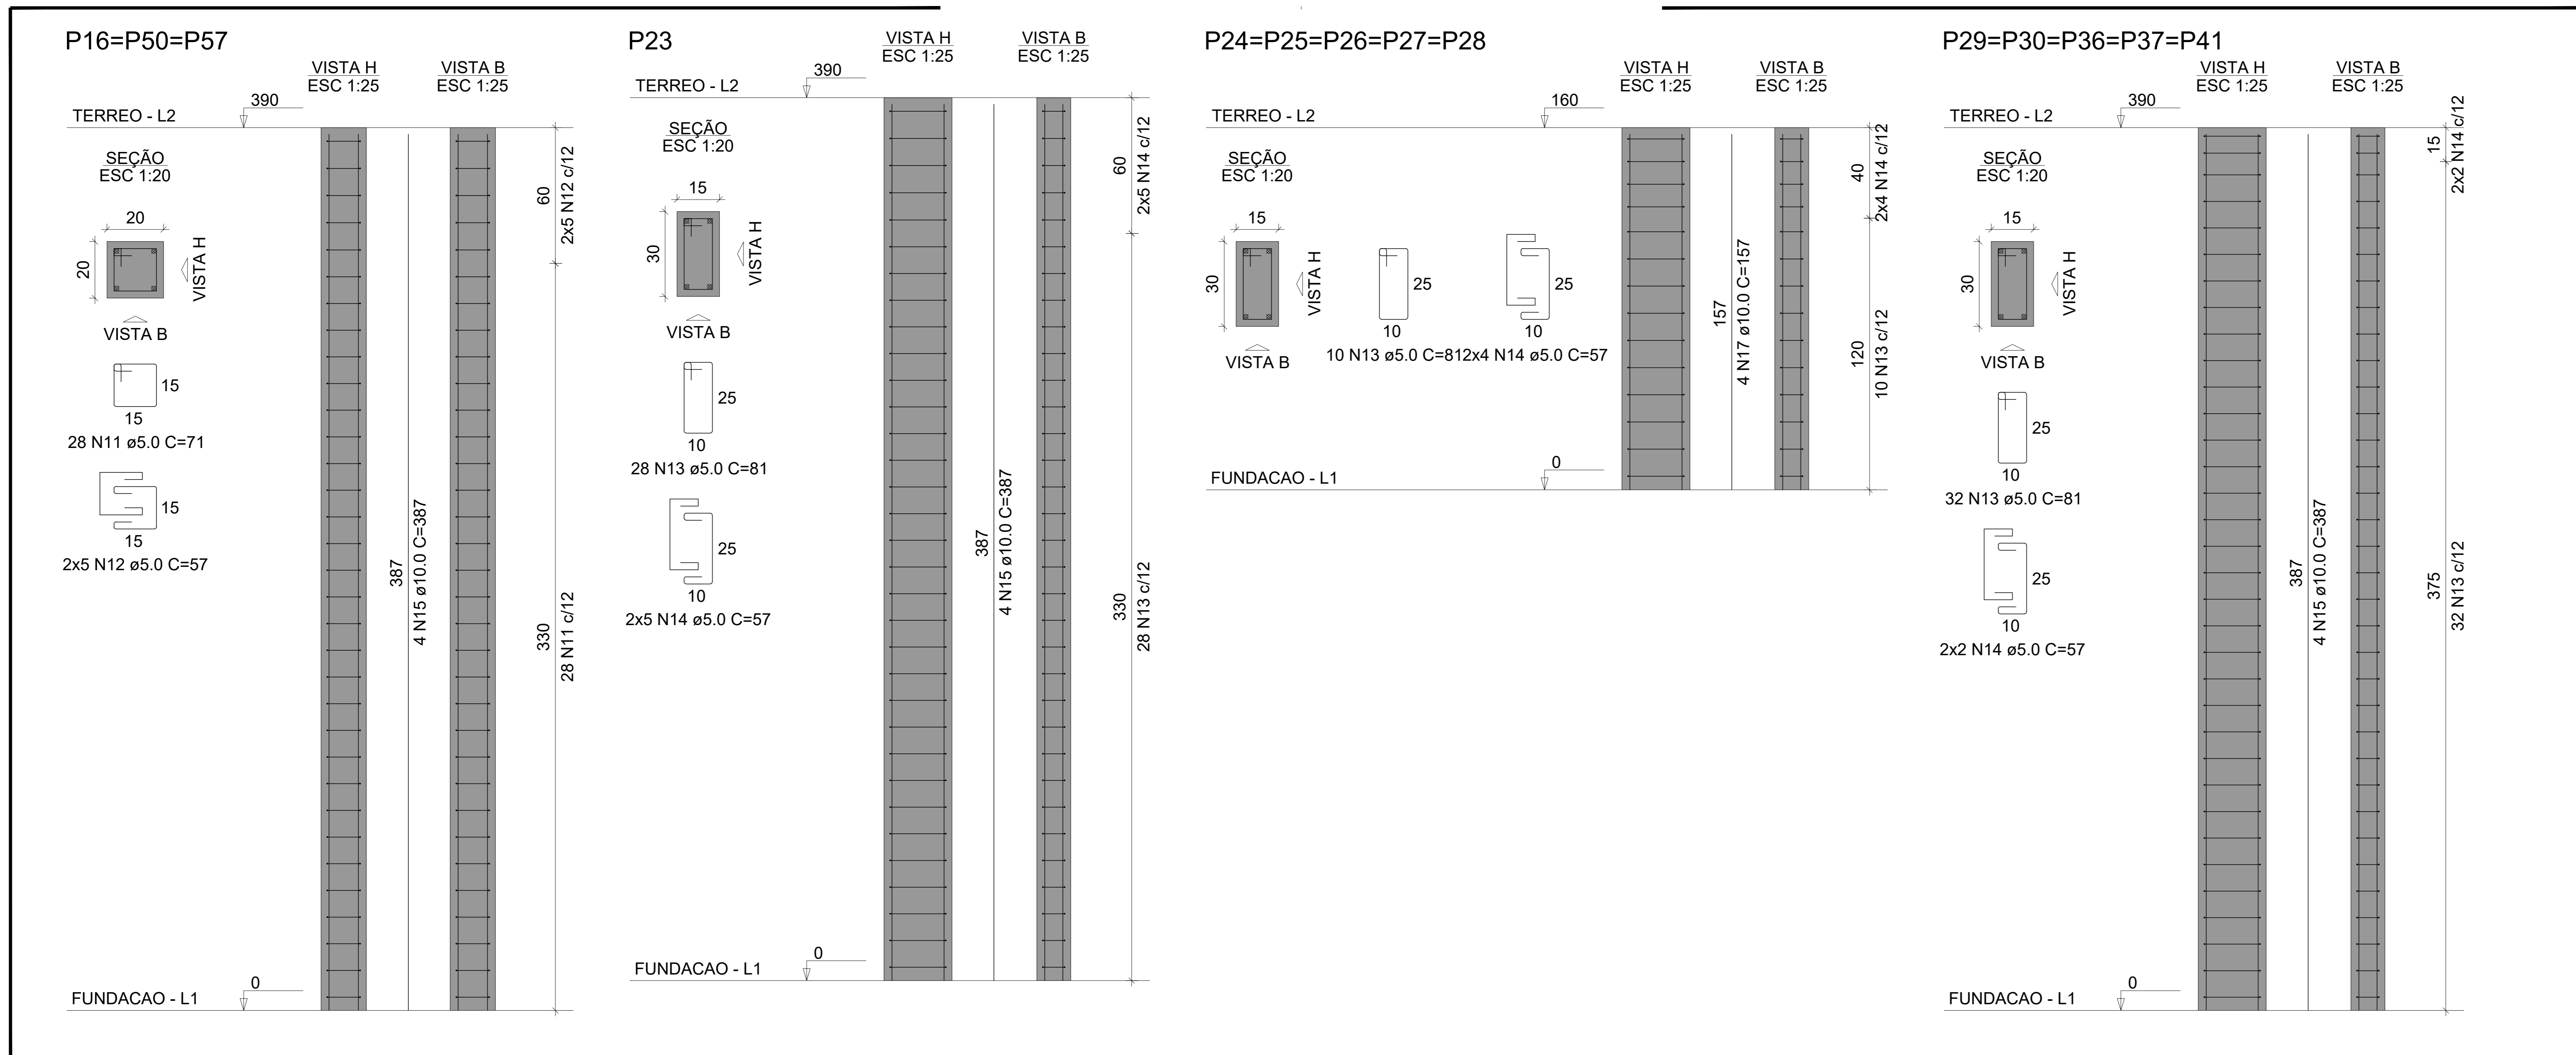 P16=P50=P57
VISTA H
ESC 1:25
VISTA B
ESC 1:25
TERREO - L2
390
SEÇÃO
ESC 1:20
20
20
VISTA H
VISTA B
15
15
28 N11 ø5.0 C=71
15
15
2x5 N12 ø5.0 C=57
387
4 N15 ø10.0 C=387
60
2x5 N12 c/12
330
28 N11 c/12
FUNDACAO - L1
0
P23
VISTA H
ESC 1:25
VISTA B
ESC 1:25
TERREO - L2
390
SEÇÃO
ESC 1:20
15
30
VISTA H
VISTA B
25
10
28 N13 ø5.0 C=81
25
10
2x5 N14 ø5.0 C=57
387
4 N15 ø10.0 C=387
60
2x5 N14 c/12
330
28 N13 c/12
FUNDACAO - L1
0
P24=P25=P26=P27=P28
VISTA H
ESC 1:25
VISTA B
ESC 1:25
TERREO - L2
160
SEÇÃO
ESC 1:20
15
30
VISTA H
VISTA B
25
10
10 N13 ø5.0 C=81
25
10
2x4 N14 ø5.0 C=57
157
4 N17 ø10.0 C=157
40
2x4 N14 c/12
120
10 N13 c/12
FUNDACAO - L1
0
P29=P30=P36=P37=P41
VISTA H
ESC 1:25
VISTA B
ESC 1:25
TERREO - L2
390
SEÇÃO
ESC 1:20
15
30
VISTA H
VISTA B
25
10
32 N13 ø5.0 C=81
25
10
2x2 N14 ø5.0 C=57
387
4 N15 ø10.0 C=387
15
2x2 N14 c/12
375
32 N13 c/12
FUNDACAO - L1
0